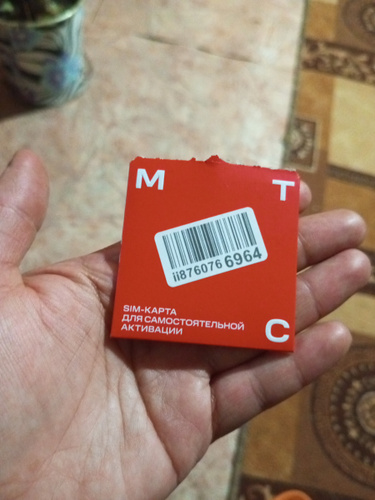 М Т
ii876076 6964
SIM-КАРТА
ДЛЯ САМОСТОЯТЕЛЬНОЙ
АКТИВАЦИИ
С